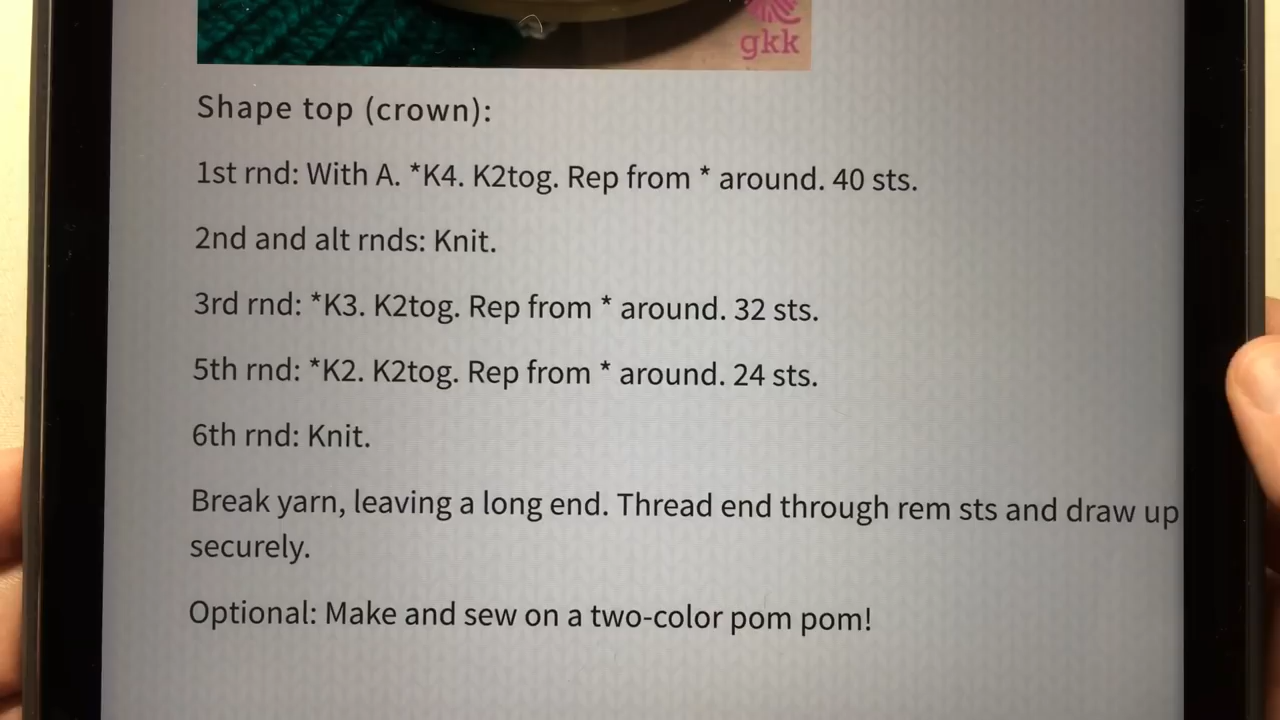 gkk
Shape top (crown):
1st rnd: With A. *K4. K2tog. Rep from * around. 40 sts.
2nd and alt rnds: Knit.
3rd rnd: *K3. K2tog. Rep from * around. 32 sts.
5th rnd: *K2. K2tog. Rep from * around. 24 sts.
6th rnd: Knit.
Break yarn, leaving a long end. Thread end through rem sts and draw up
securely.
Optional: Make and sew on a two-color pom pom!